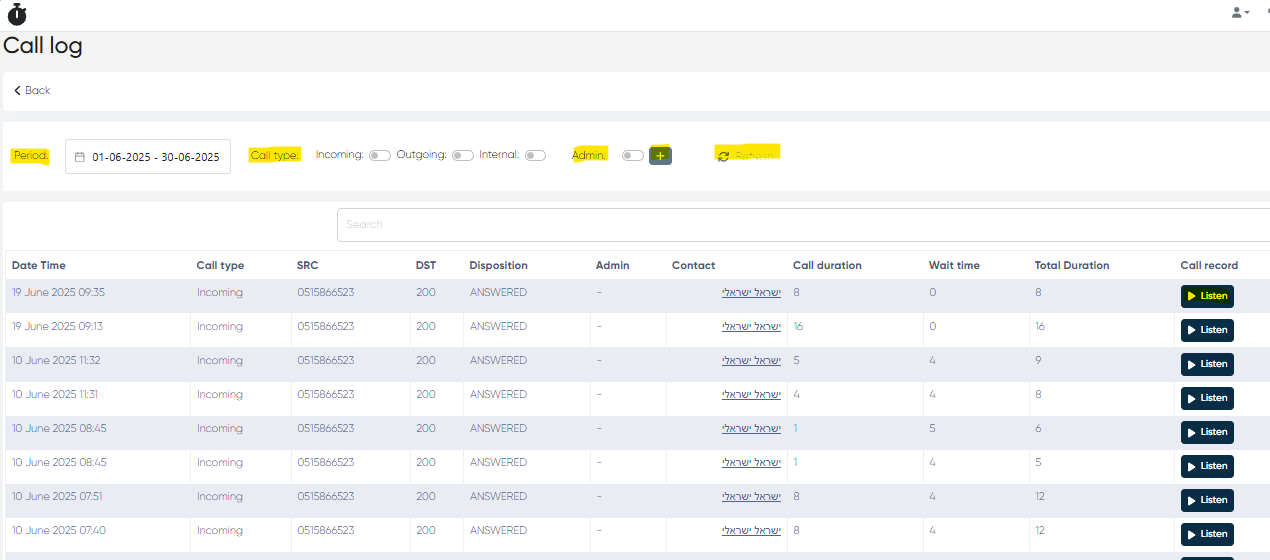 Call log
Back
Period: 01-06-2025 - 30-06-2025 Call type: Incoming: Outgoing: Internal: Admin: + Refresh
Search
Date Time Call type SRC DST Disposition Admin Contact Call duration Wait time Total Duration Call record
19 June 2025 09:35 Incoming 0515866523 200 ANSWERED - ישראל ישראלי 8 0 8 Listen
19 June 2025 09:13 Incoming 0515866523 200 ANSWERED - ישראל ישראלי 16 0 16 Listen
10 June 2025 11:32 Incoming 0515866523 200 ANSWERED - ישראל ישראלי 5 4 9 Listen
10 June 2025 11:31 Incoming 0515866523 200 ANSWERED - ישראל ישראלי 4 4 8 Listen
10 June 2025 08:45 Incoming 0515866523 200 ANSWERED - ישראל ישראלי 1 5 6 Listen
10 June 2025 08:45 Incoming 0515866523 200 ANSWERED - ישראל ישראלי 1 4 5 Listen
10 June 2025 07:51 Incoming 0515866523 200 ANSWERED - ישראל ישראלי 8 4 12 Listen
10 June 2025 07:40 Incoming 0515866523 200 ANSWERED - ישראל ישראלי 8 4 12 Listen